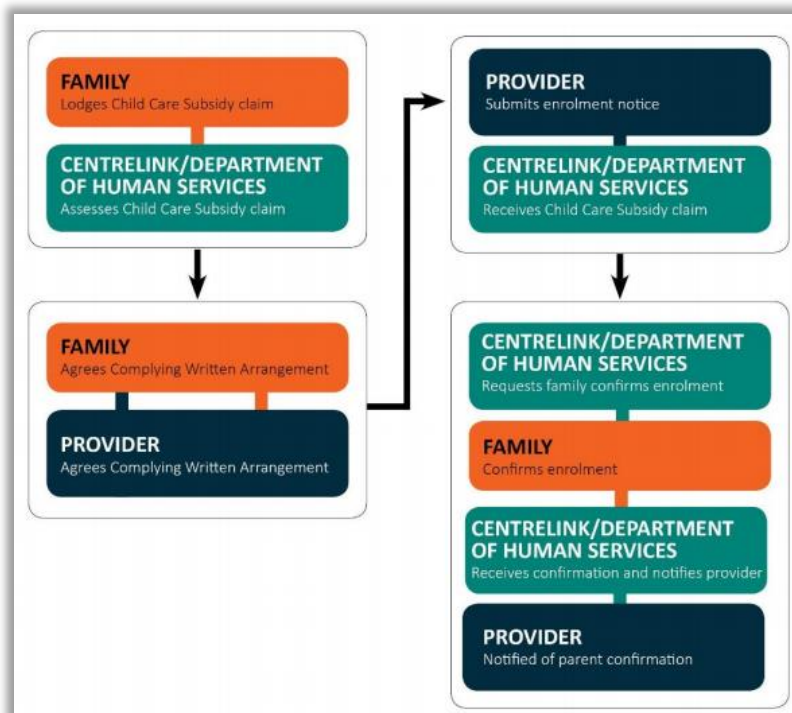 FAMILY
Lodges Child Care Subsidy claim
CENTRELINK/DEPARTMENT
OF HUMAN SERVICES
Assesses Child Care Subsidy claim
FAMILY
Agrees Complying Written Arrangement
PROVIDER
Agrees Complying Written Arrangement
PROVIDER
Submits enrolment notice
CENTRELINK/DEPARTMENT
OF HUMAN SERVICES
Receives Child Care Subsidy claim
CENTRELINK/DEPARTMENT
OF HUMAN SERVICES
Requests family confirms enrolment
FAMILY
Confirms enrolment
CENTRELINK/DEPARTMENT
OF HUMAN SERVICES
Receives confirmation and notifies provider
PROVIDER
Notified of parent confirmation